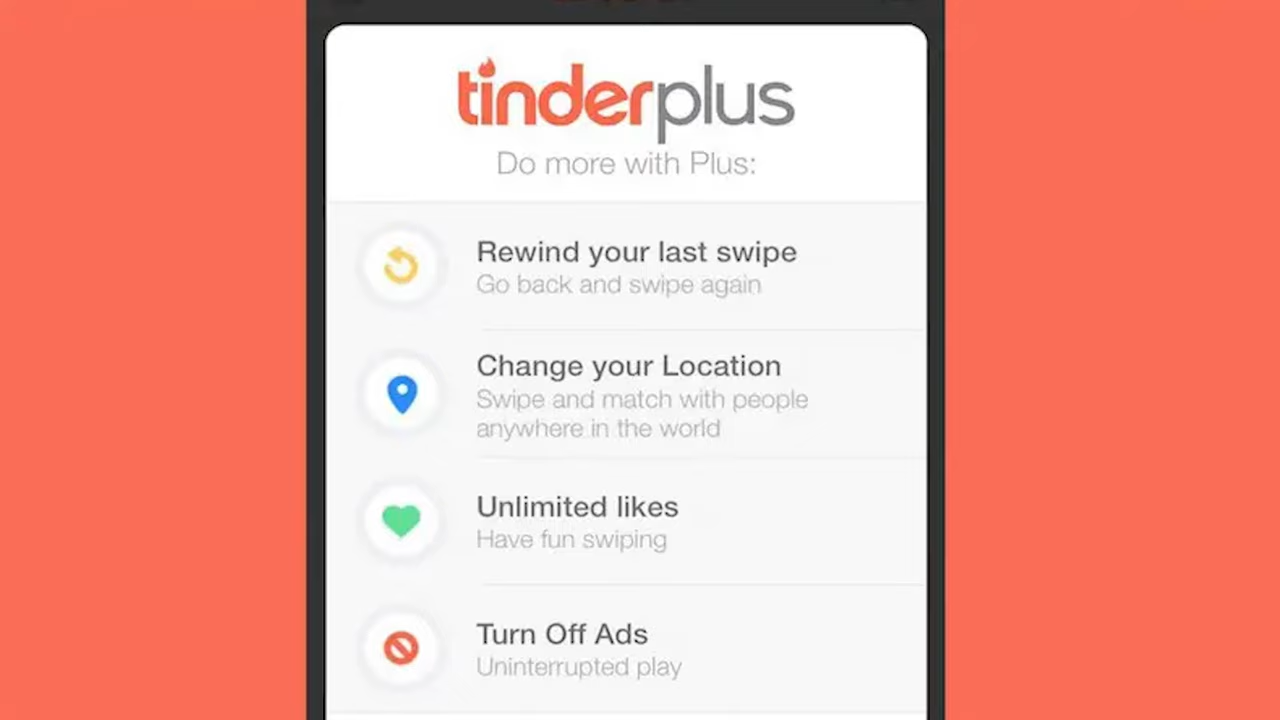 tinderplus
Do more with Plus:
Rewind your last swipe
Go back and swipe again
Change your Location
Swipe and match with people
anywhere in the world
Unlimited likes
Have fun swiping
Turn Off Ads
Uninterrupted play